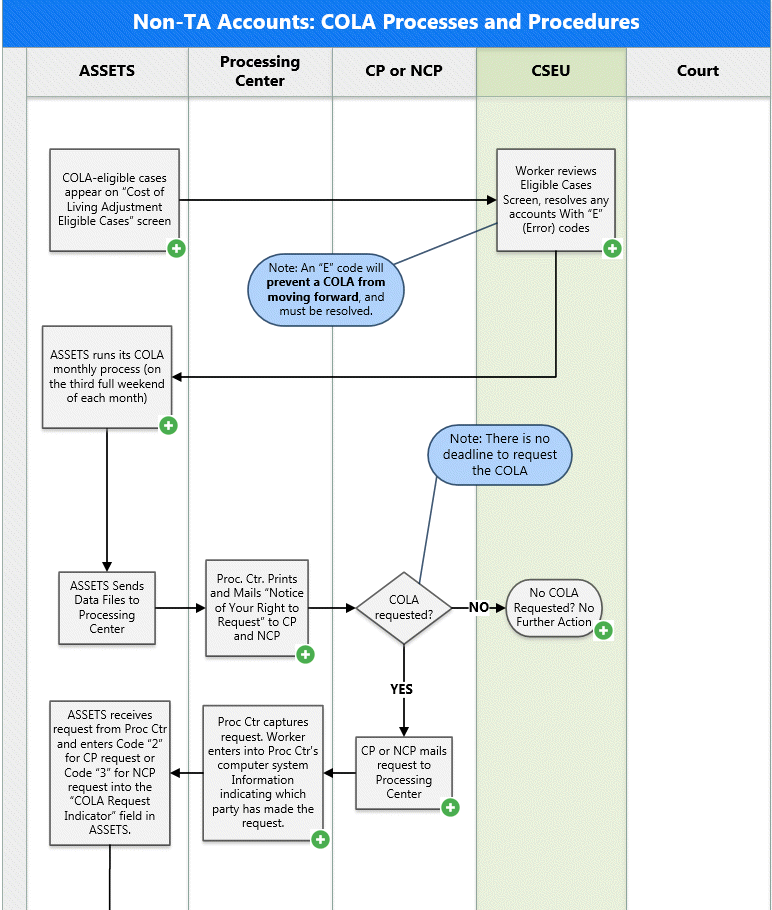 Non-TA Accounts: COLA Processes and Procedures
ASSETS
Processing
Center
CP or NCP
CSEU
Court
COLA-eligible cases
appear on "Cost of
Living Adjustment
Eligible Cases" screen
Worker reviews
Eligible Cases
Screen, resolves any
accounts With "E"
(Error) codes
Note: An "E" code will
prevent a COLA from
moving forward, and
must be resolved.
ASSETS runs its COLA
monthly process (on
the third full weekend
of each month)
Note: There is no
deadline to request
the COLA
ASSETS Sends
Data Files to
Processing
Center
Proc. Ctr. Prints
and Mails "Notice
of Your Right to
Request" to CP
and NCP
COLA
requested?
NO
No COLA
Requested? No
Further Action
YES
ASSETS receives
request from Proc Ctr
and enters Code "2"
for CP request or
Code "3" for NCP
request into the
"COLA Request
Indicator" field in
ASSETS.
Proc Ctr captures
request. Worker
enters into Proc Ctr's
computer system
Information
indicating which
party has made the
request.
CP or NCP mails
request to
Processing
Center